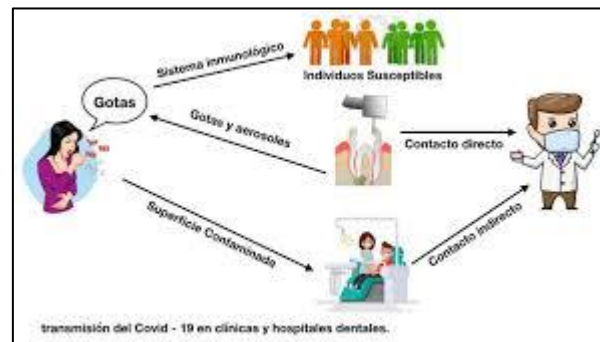 Sistema inmunológico
Individuos Susceptibles
Gotas
Gotas y aerosoles
Contacto directo
Superficie Contaminada
Contacto indirecto
transmisión del Covid - 19 en clínicas y hospitales dentales.